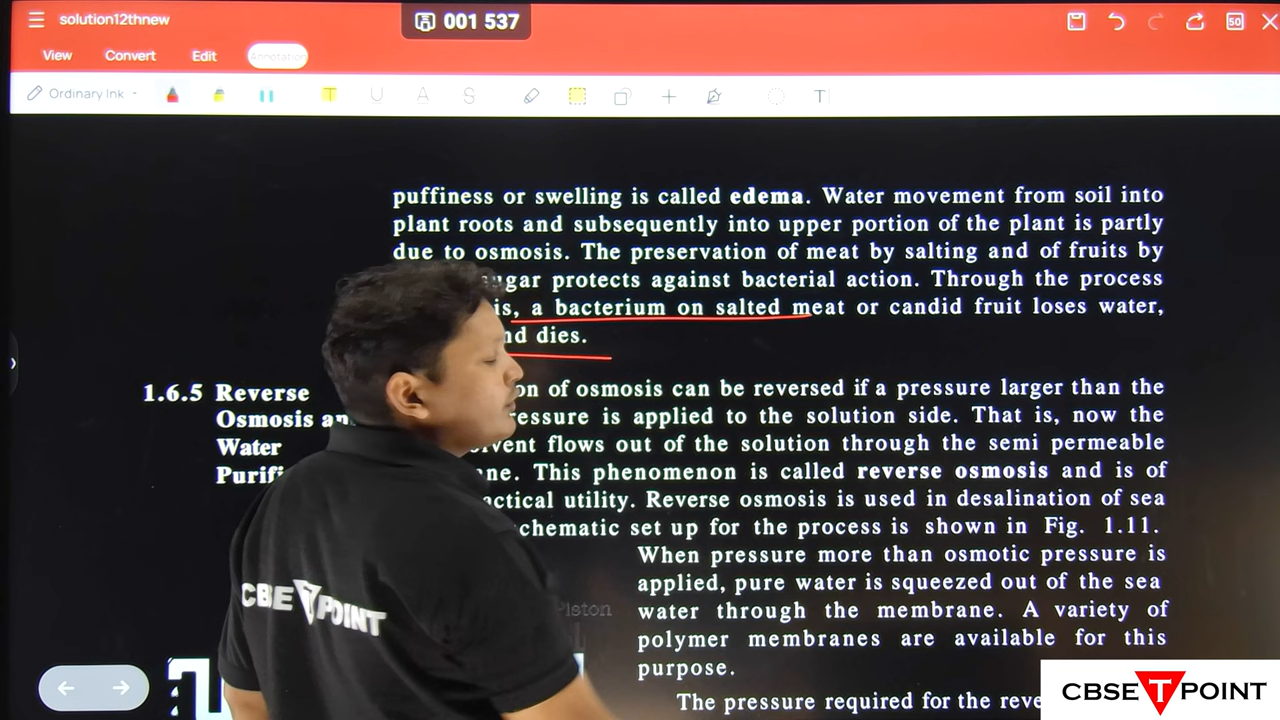 solution12thnew
001 537
50
View Convert Edit Annotation
Ordinary Ink
puffiness or swelling is called edema. Water movement from soil into
plant roots and subsequently into upper portion of the plant is partly
due to osmosis. The preservation of meat by salting and of fruits by
sugar protects against bacterial action. Through the process
is, a bacterium on salted meat or candid fruit loses water,
nd dies.
1.6.5 Reverse
Osmosis an
Water
Purifi
on of osmosis can be reversed if a pressure larger than the
ressure is applied to the solution side. That is, now the
lvent flows out of the solution through the semi permeable
ne. This phenomenon is called reverse osmosis and is of
actical utility. Reverse osmosis is used in desalination of sea
chematic set up for the process is shown in Fig. 1.11.
When pressure more than osmotic pressure is
applied, pure water is squeezed out of the sea
water through the membrane. A variety of
polymer membranes are available for this
purpose.
Piston
The pressure required for the reve
CBSE POINT
CBSE T POINT